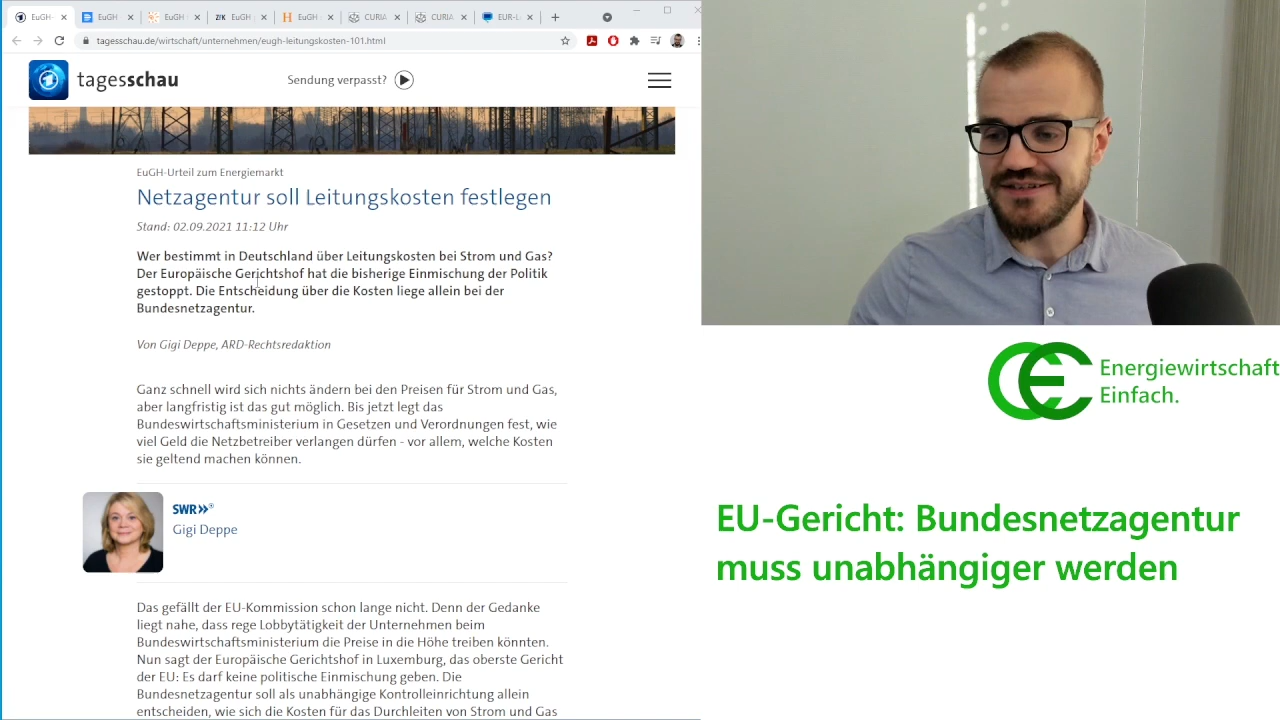 EuGH-
EuGH
EuGH
ZfK EuGH
H EuGH
CURIA
CURIA
EUR-L
tagesschau.de/wirtschaft/unternehmen/eugh-leitungskosten-101.html
tagesschau
Sendung verpasst?
EuGH-Urteil zum Energiemarkt
Netzagentur soll Leitungskosten festlegen
Stand: 02.09.2021 11:12 Uhr
Wer bestimmt in Deutschland über Leitungskosten bei Strom und Gas?
Der Europäische Gerichtshof hat die bisherige Einmischung der Politik
gestoppt. Die Entscheidung über die Kosten liege allein bei der
Bundesnetzagentur.
Von Gigi Deppe, ARD-Rechtsredaktion
Ganz schnell wird sich nichts ändern bei den Preisen für Strom und Gas,
aber langfristig ist das gut möglich. Bis jetzt legt das
Bundeswirtschaftsministerium in Gesetzen und Verordnungen fest, wie
viel Geld die Netzbetreiber verlangen dürfen - vor allem, welche Kosten
sie geltend machen können.
SWR
Gigi Deppe
Das gefällt der EU-Kommission schon lange nicht. Denn der Gedanke
liegt nahe, dass rege Lobbytätigkeit der Unternehmen beim
Bundeswirtschaftsministerium die Preise in die Höhe treiben könnten.
Nun sagt der Europäische Gerichtshof in Luxemburg, das oberste Gericht
der EU: Es darf keine politische Einmischung geben. Die
Bundesnetzagentur soll als unabhängige Kontrolleinrichtung allein
entscheiden, wie sich die Kosten für das Durchleiten von Strom und Gas
Energiewirtschaft
Einfach.
EU-Gericht: Bundesnetzagentur
muss unabhängiger werden